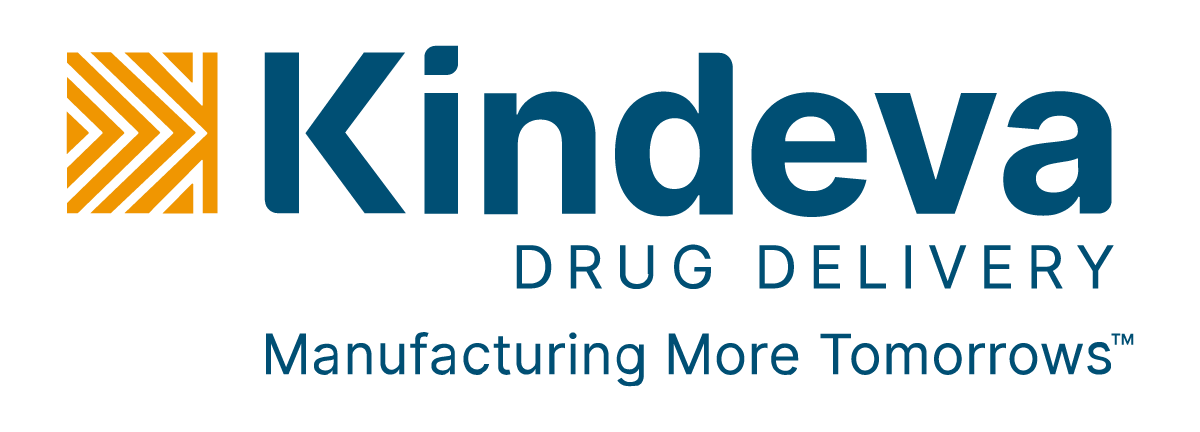 Kindeva
DRUG DELIVERY
Manufacturing More Tomorrows™